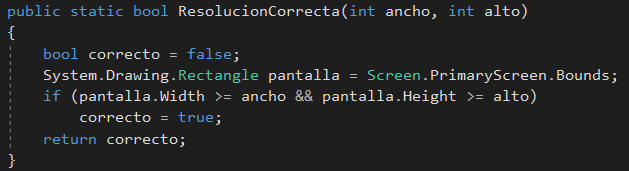 public static bool ResolucionCorrecta(int ancho, int alto)
{
    bool correcto = false;
    System.Drawing.Rectangle pantalla = Screen.PrimaryScreen.Bounds;
    if (pantalla.Width >= ancho && pantalla.Height >= alto)
        correcto = true;
    return correcto;
}